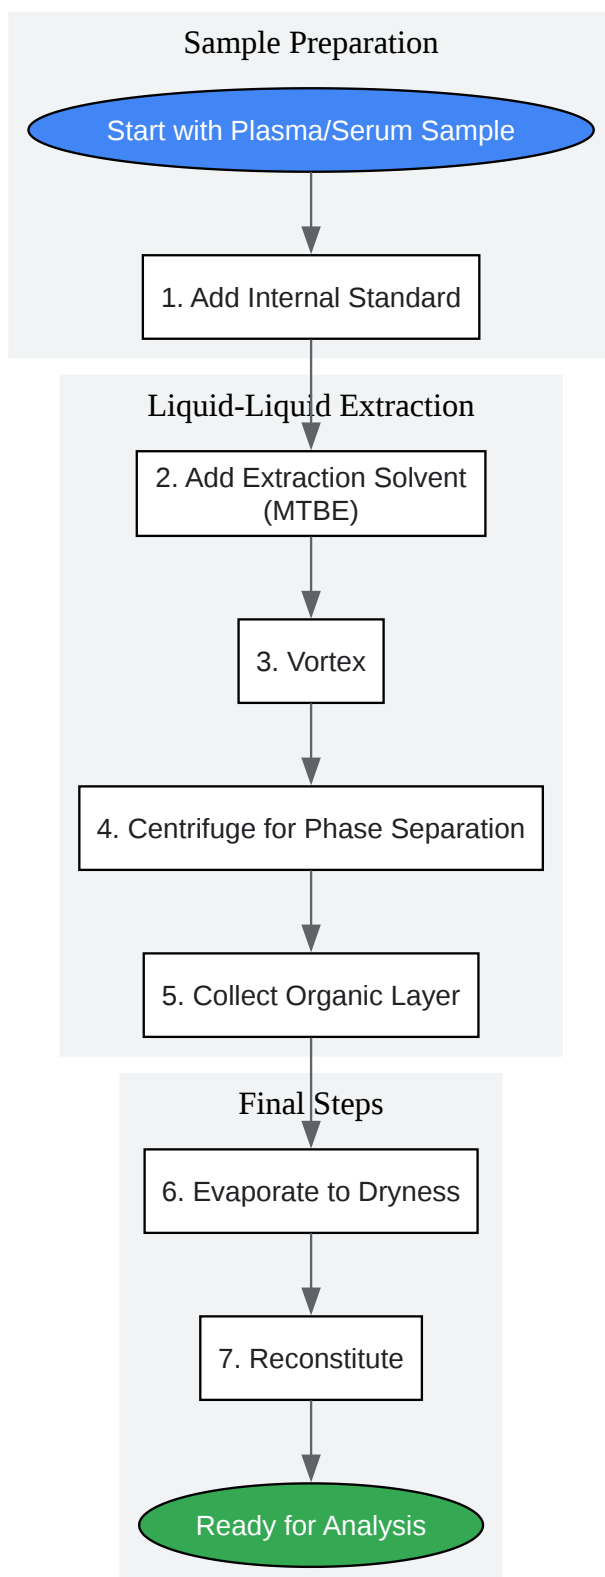 Sample Preparation
Start with Plasma/Serum Sample
1. Add Internal Standard
Liquid-Liquid Extraction
2. Add Extraction Solvent
(MTBE)
3. Vortex
4. Centrifuge for Phase Separation
5. Collect Organic Layer
Final Steps
6. Evaporate to Dryness
7. Reconstitute
Ready for Analysis